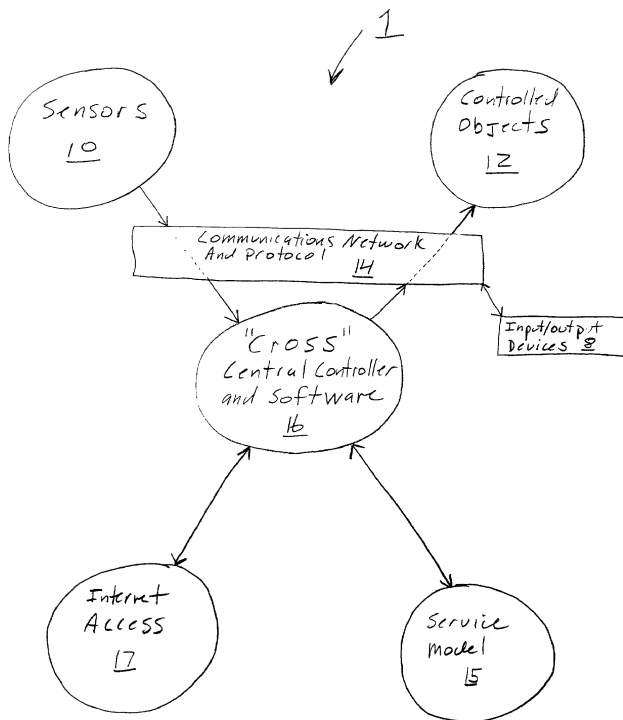 1
Sensors
10
Controlled
Objects
12
Communications Network
And Protocol 14
Input/output
Devices 8
"Cross"
Central Controller
and Software
16
Internet
Access
17
Service
Model
15